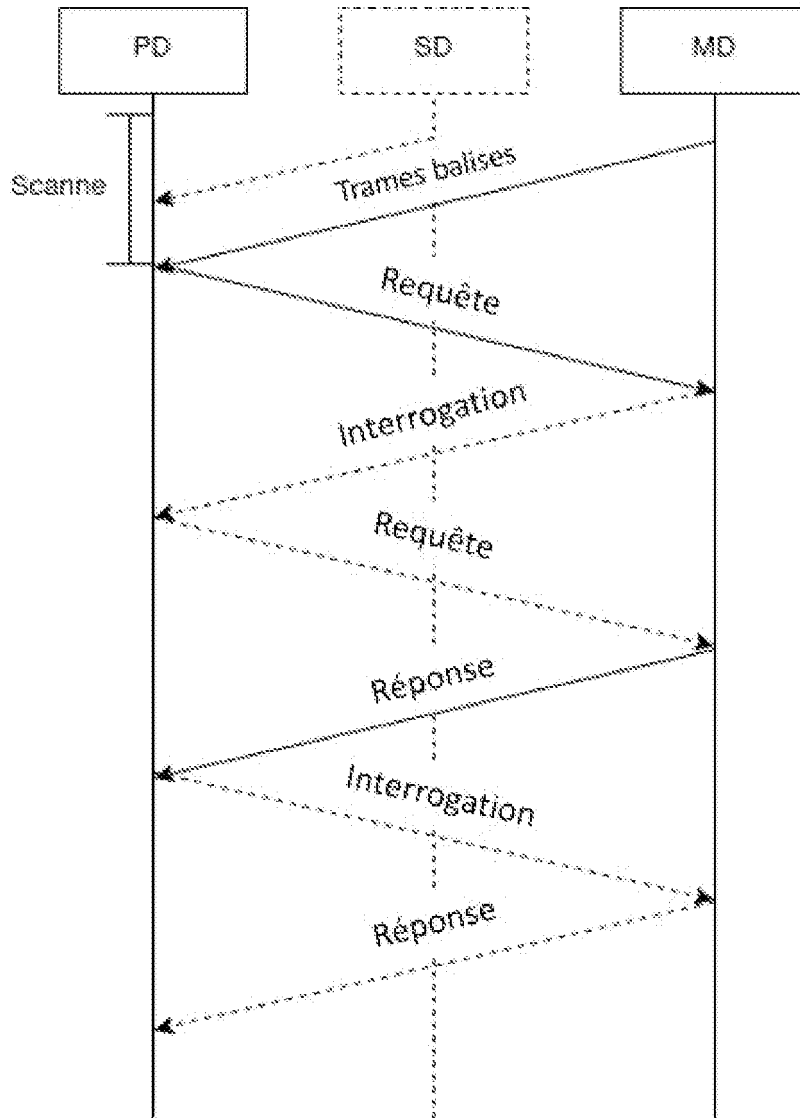 PD
SD
MD
Scanne
Trames balises
Requête
Interrogation
Requête
Réponse
Interrogation
Réponse